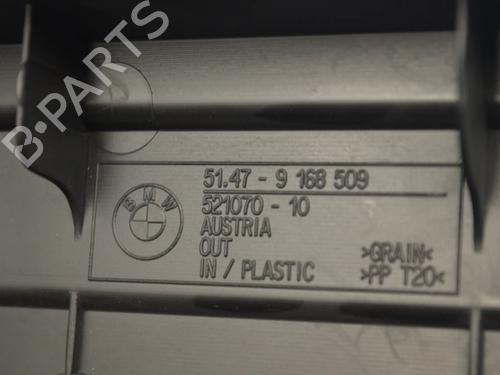 B·PARTS
BMW
51.47 - 9 168 509
521070 - 10
AUSTRIA
OUT
IN / PLASTIC
>GRAIN<
>PP T20<